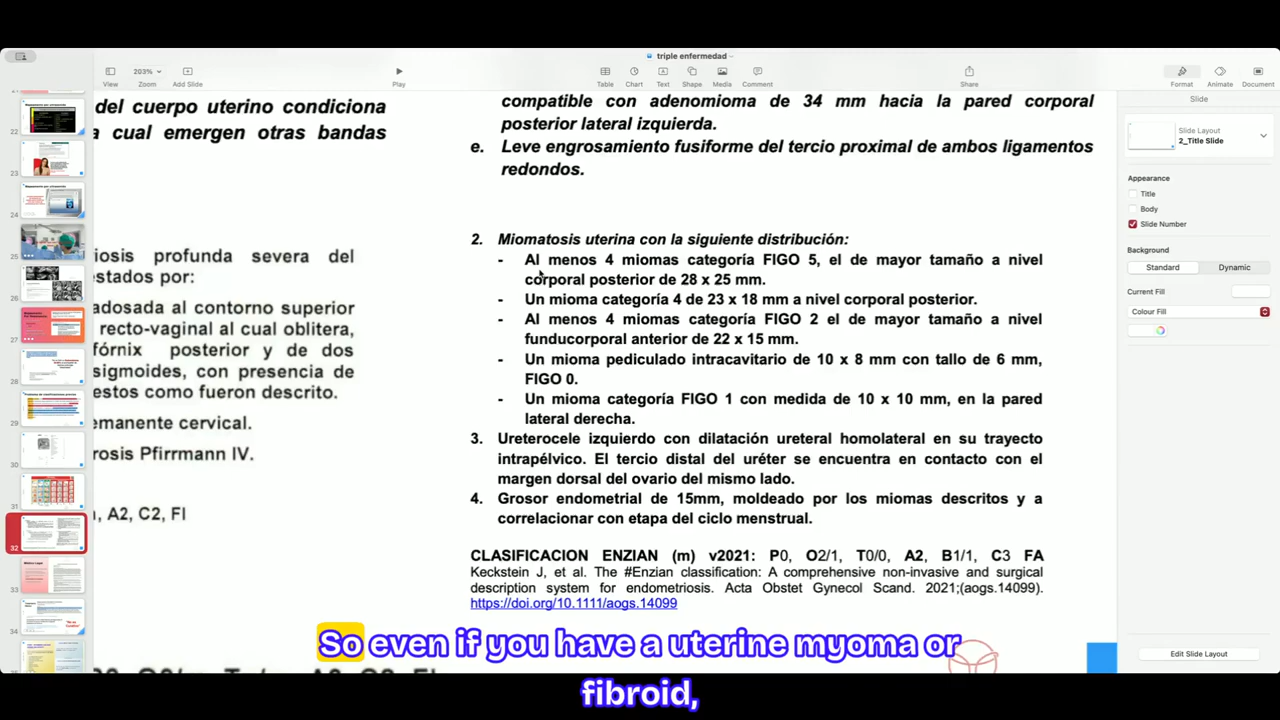 triple enfermedad
203%
View
Zoom
Add Slide
Play
Table
Chart
Text
Shape
Media
Comment
Share
Format
Animate
Document
22
23
24
26
27
28
29
30
31
32
33
34
del cuerpo uterino condiciona
a cual emergen otras bandas
iosis profunda severa del
estados por:
adosada al contorno superior
recto-vaginal al cual oblitera,
fórnix posterior y de dos
sigmoides, con presencia de
estos como fueron descrito.
emanente cervical.
rosis Pfirrmann IV.
, A2, C2, FI
compatible con adenomioma de 34 mm hacia la pared corporal
posterior lateral izquierda.
e. Leve engrosamiento fusiforme del tercio proximal de ambos ligamentos
redondos.
2. Miomatosis uterina con la siguiente distribución:
- Al menos 4 miomas categoría FIGO 5, el de mayor tamaño a nivel
corporal posterior de 28 x 25 mm.
- Un mioma categoría 4 de 23 x 18 mm a nivel corporal posterior.
- Al menos 4 miomas categoría FIGO 2 el de mayor tamaño a nivel
funducorporal anterior de 22 x 15 mm.
- Un mioma pediculado intracavitario de 10 x 8 mm con tallo de 6 mm,
FIGO 0.
- Un mioma categoría FIGO 1 con medida de 10 x 10 mm, en la pared
lateral derecha.
3. Ureterocele izquierdo con dilatación ureteral homolateral en su trayecto
intrapélvico. El tercio distal del uréter se encuentra en contacto con el
margen dorsal del ovario del mismo lado.
4. Grosor endometrial de 15mm, moldeado por los miomas descritos y a
correlacionar con etapa del ciclo menstrual.
CLASIFICACION ENZIAN (m) v2021: P0, O2/1, T0/0, A2, B1/1, C3 FA
Keckstein J, et al. The #Enzian classification: A comprehensive non-invasive and surgical
description system for endometriosis. Acta Obstet Gynecol Scand. 2021;(aogs.14099).
https://doi.org/10.1111/aogs.14099
Slide
Slide Layout
2_Title Slide
Appearance
Title
Body
Slide Number
Background
Standard
Dynamic
Current Fill
Colour Fill
Edit Slide Layout
So even if you have a uterine myoma or
fibroid,